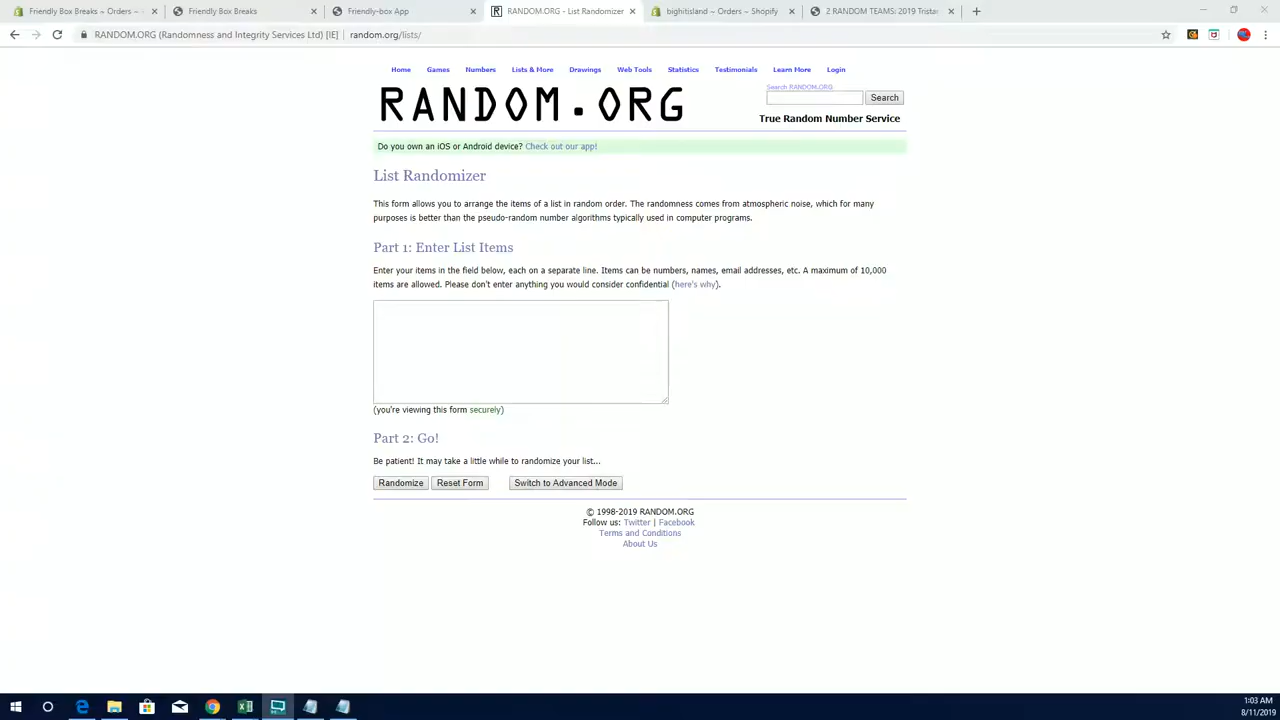 Friendly Box Breaks ~ Orders ~
Friendly Box Breaks
Friendly-box App
RANDOM.ORG - List Randomizer
bighitisland ~ Orders ~ Shopify
2 RANDOM TEAMS: 2019 Tristar
RANDOM.ORG (Randomness and Integrity Services Ltd) [IE] | random.org/lists/
Home Games Numbers Lists & More Drawings Web Tools Statistics Testimonials Learn More Login
RANDOM.ORG
Search RANDOM.ORG
Search
True Random Number Service
Do you own an iOS or Android device? Check out our app!
List Randomizer
This form allows you to arrange the items of a list in random order. The randomness comes from atmospheric noise, which for many
purposes is better than the pseudo-random number algorithms typically used in computer programs.
Part 1: Enter List Items
Enter your items in the field below, each on a separate line. Items can be numbers, names, email addresses, etc. A maximum of 10,000
items are allowed. Please don't enter anything you would consider confidential (here's why).
(you're viewing this form securely)
Part 2: Go!
Be patient! It may take a little while to randomize your list...
Randomize Reset Form Switch to Advanced Mode
© 1998-2019 RANDOM.ORG
Follow us: Twitter | Facebook
Terms and Conditions
About Us
1:03 AM
8/11/2019